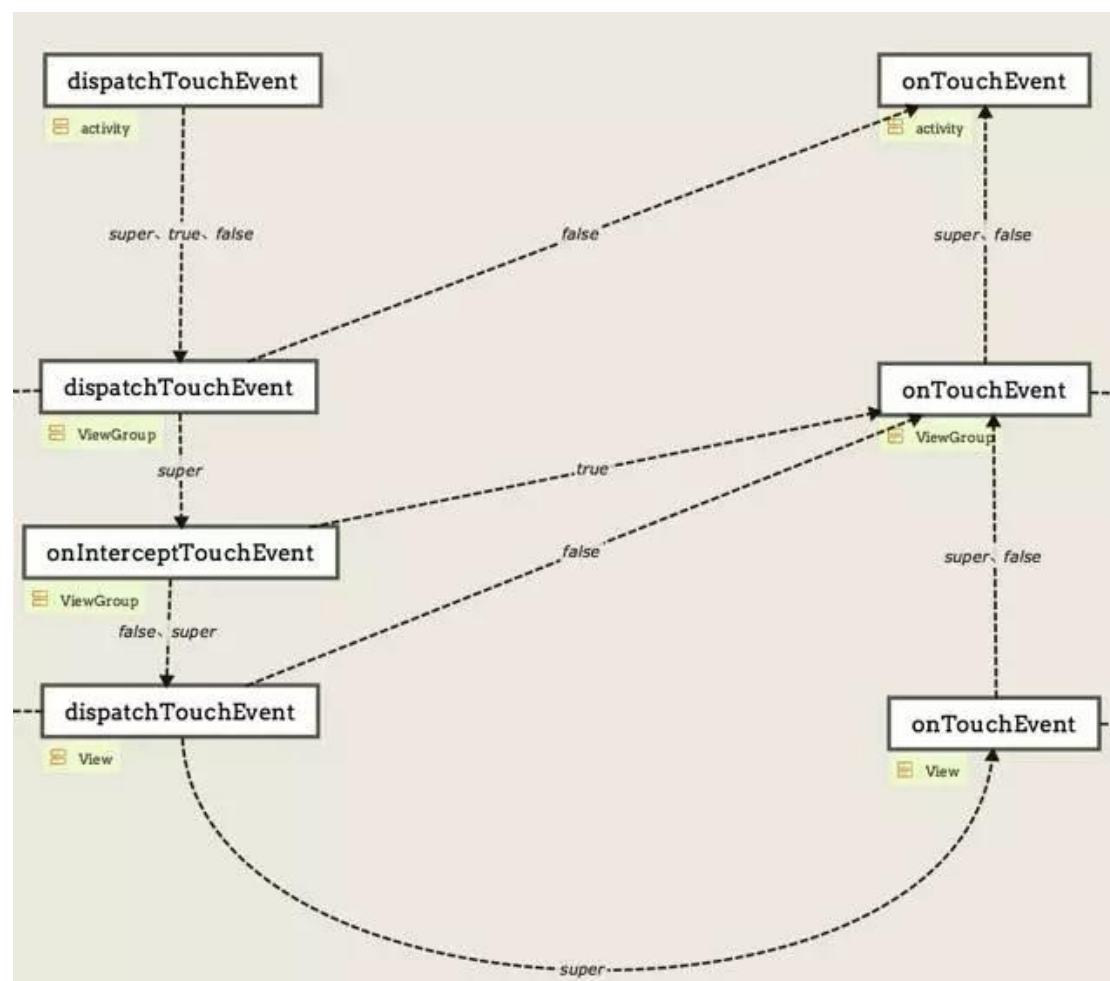 dispatchTouchEvent
onTouchEvent
activity
activity
super、true、false
false
super、false
dispatchTouchEvent
onTouchEvent
ViewGroup
ViewGroup
super
true
onInterceptTouchEvent
false
super、false
ViewGroup
false、super
dispatchTouchEvent
onTouchEvent
View
View
super